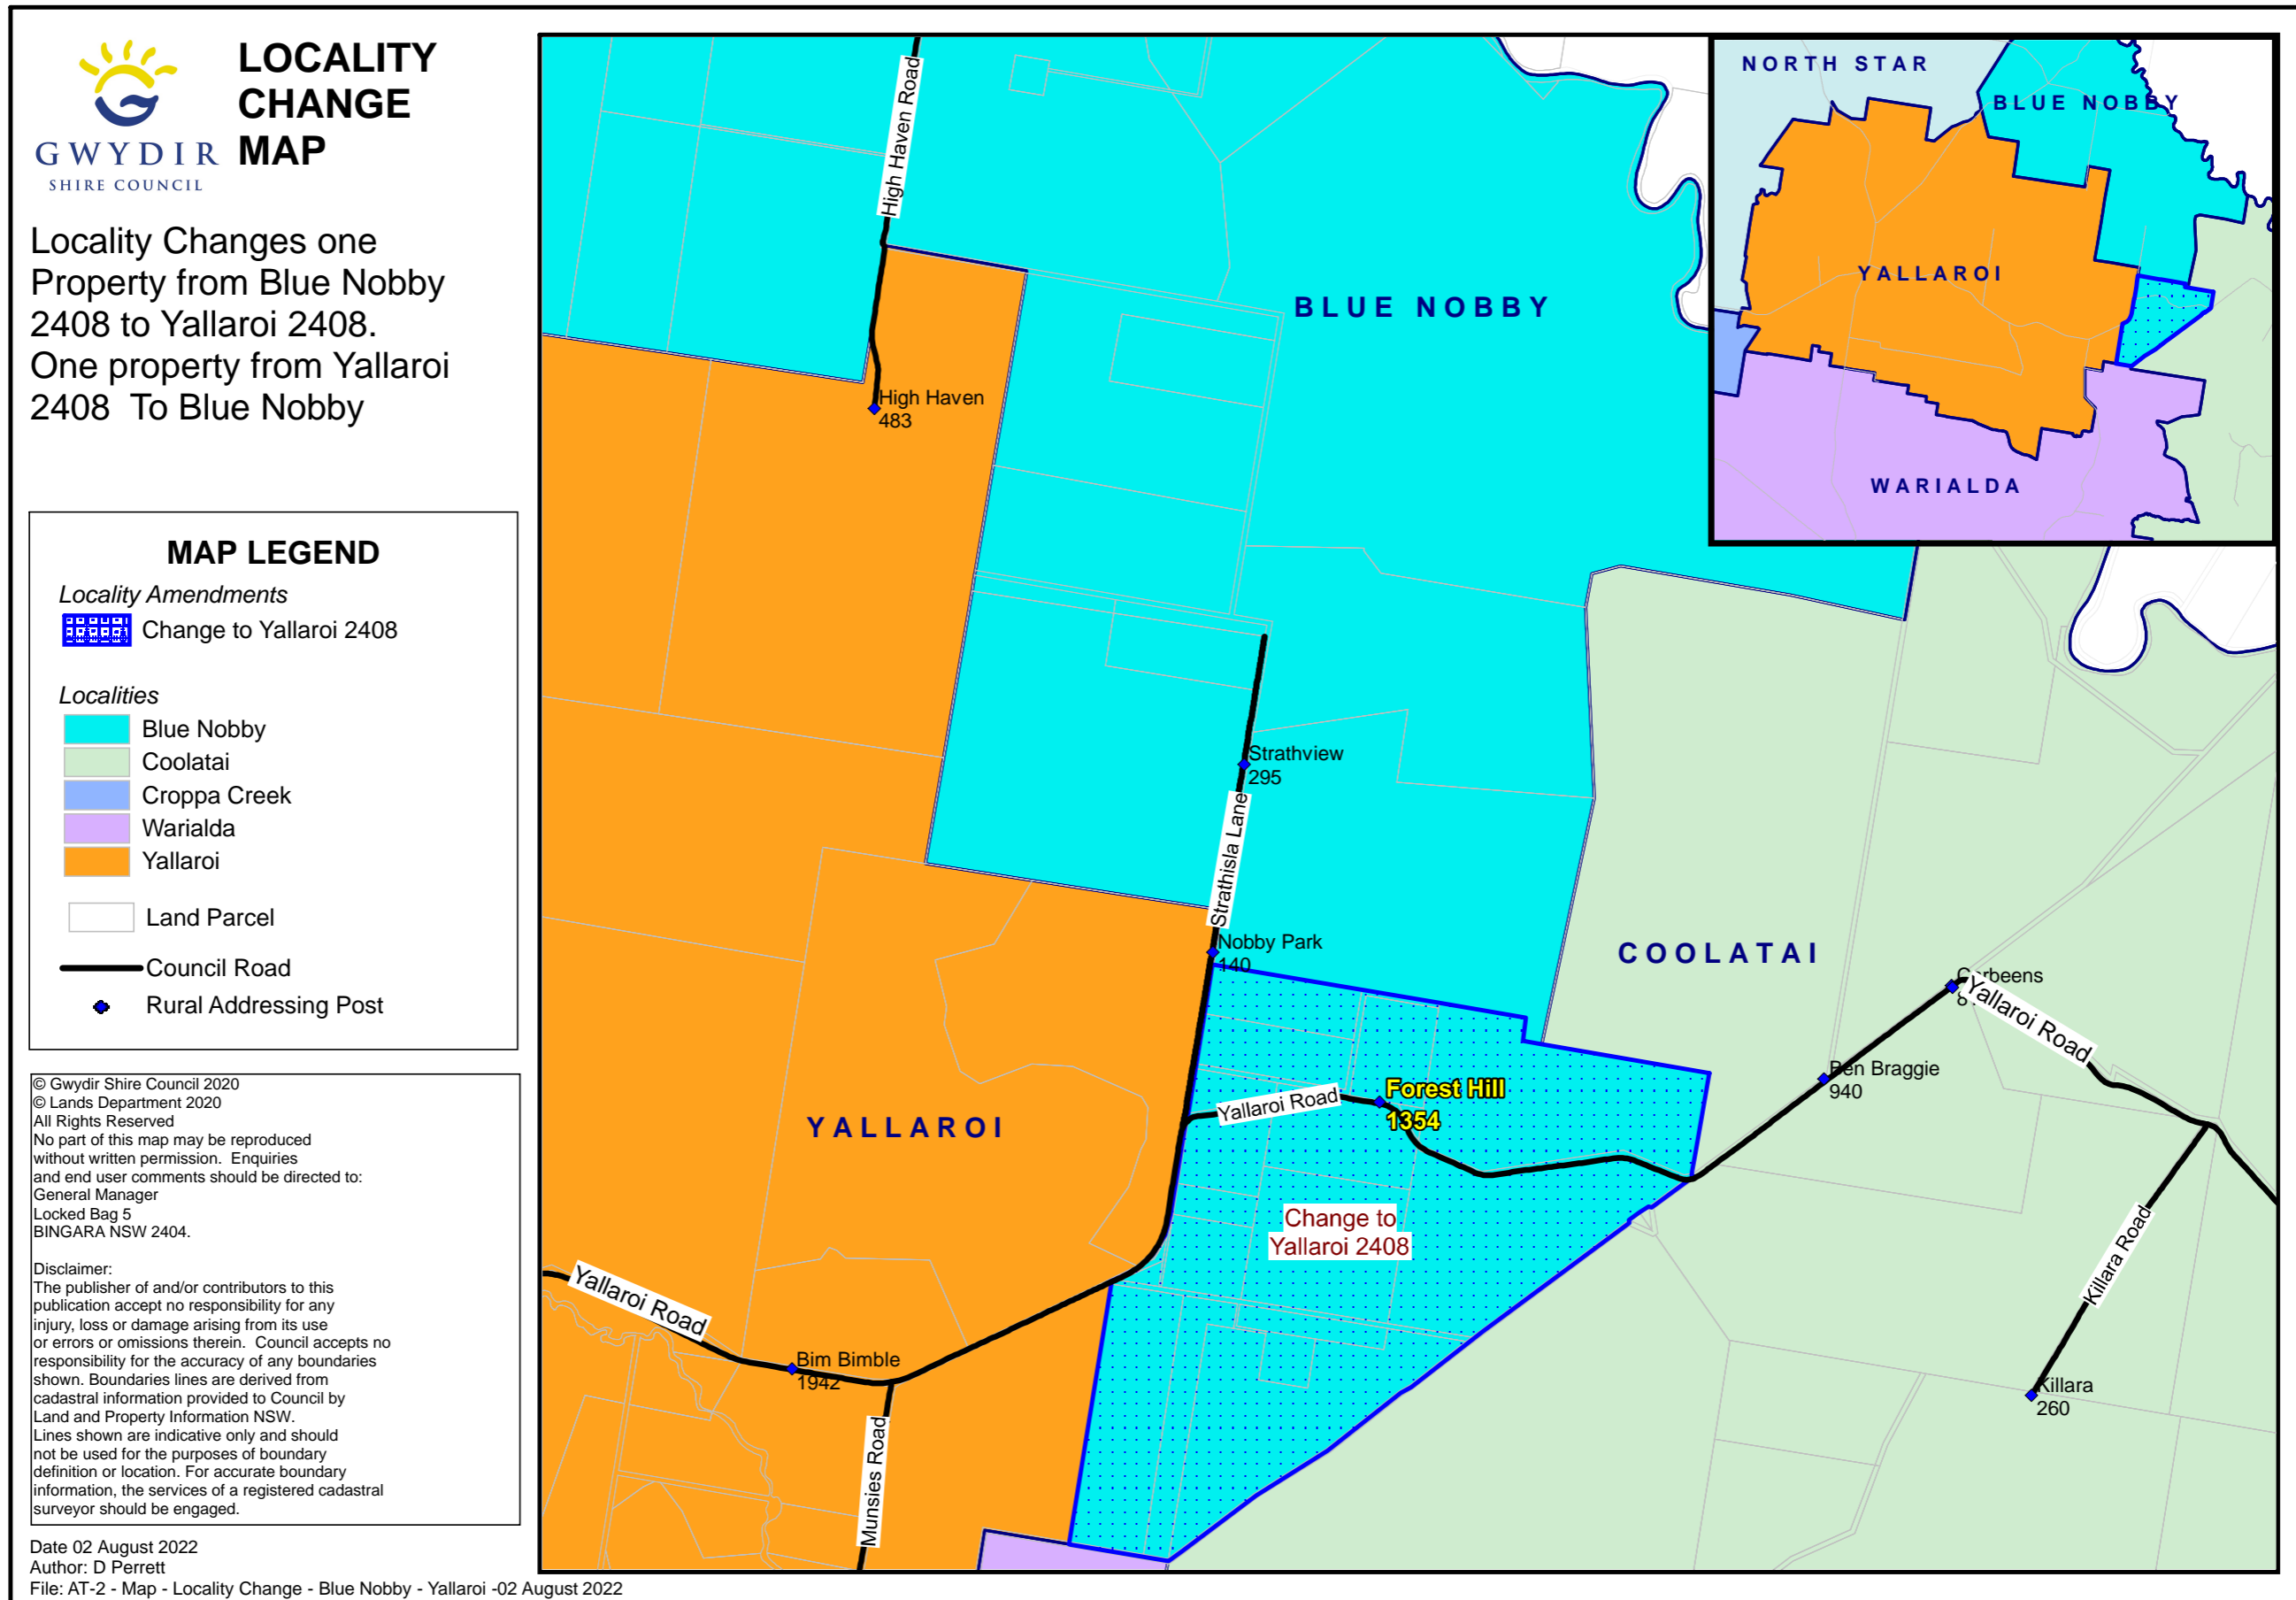 GWYDIR
SHIRE COUNCIL
LOCALITY
CHANGE
MAP
Locality Changes one
Property from Blue Nobby
2408 to Yallaroi 2408.
One property from Yallaroi
2408 To Blue Nobby
MAP LEGEND
Locality Amendments
Change to Yallaroi 2408
Localities
Blue Nobby
Coolatai
Croppa Creek
Warialda
Yallaroi
Land Parcel
Council Road
Rural Addressing Post
© Gwydir Shire Council 2020
© Lands Department 2020
All Rights Reserved
No part of this map may be reproduced
without written permission. Enquiries
and end user comments should be directed to:
General Manager
Locked Bag 5
BINGARA NSW 2404.
Disclaimer:
The publisher of and/or contributors to this
publication accept no responsibility for any
injury, loss or damage arising from its use
or errors or omissions therein. Council accepts no
responsibility for the accuracy of any boundaries
shown. Boundaries lines are derived from
cadastral information provided to Council by
Land and Property Information NSW.
Lines shown are indicative only and should
not be used for the purposes of boundary
definition or location. For accurate boundary
information, the services of a registered cadastral
surveyor should be engaged.
Date 02 August 2022
Author: D Perrett
File: AT-2 - Map - Locality Change - Blue Nobby - Yallaroi -02 August 2022
High Haven Road
BLUE NOBBY
High Haven
483
Strathview
295
Strathisla Lane
Nobby Park
140
COOLATAI
Yallaroi Road
Ben Braggie
940
Forest Hill
1354
Yallaroi Road
YALLAROI
Change to
Yallaroi 2408
Killara Road
Yallaroi Road
Bim Bimble
1942
Killara
260
Munsies Road
NORTH STAR
BLUE NOBBY
YALLAROI
WARIALDA